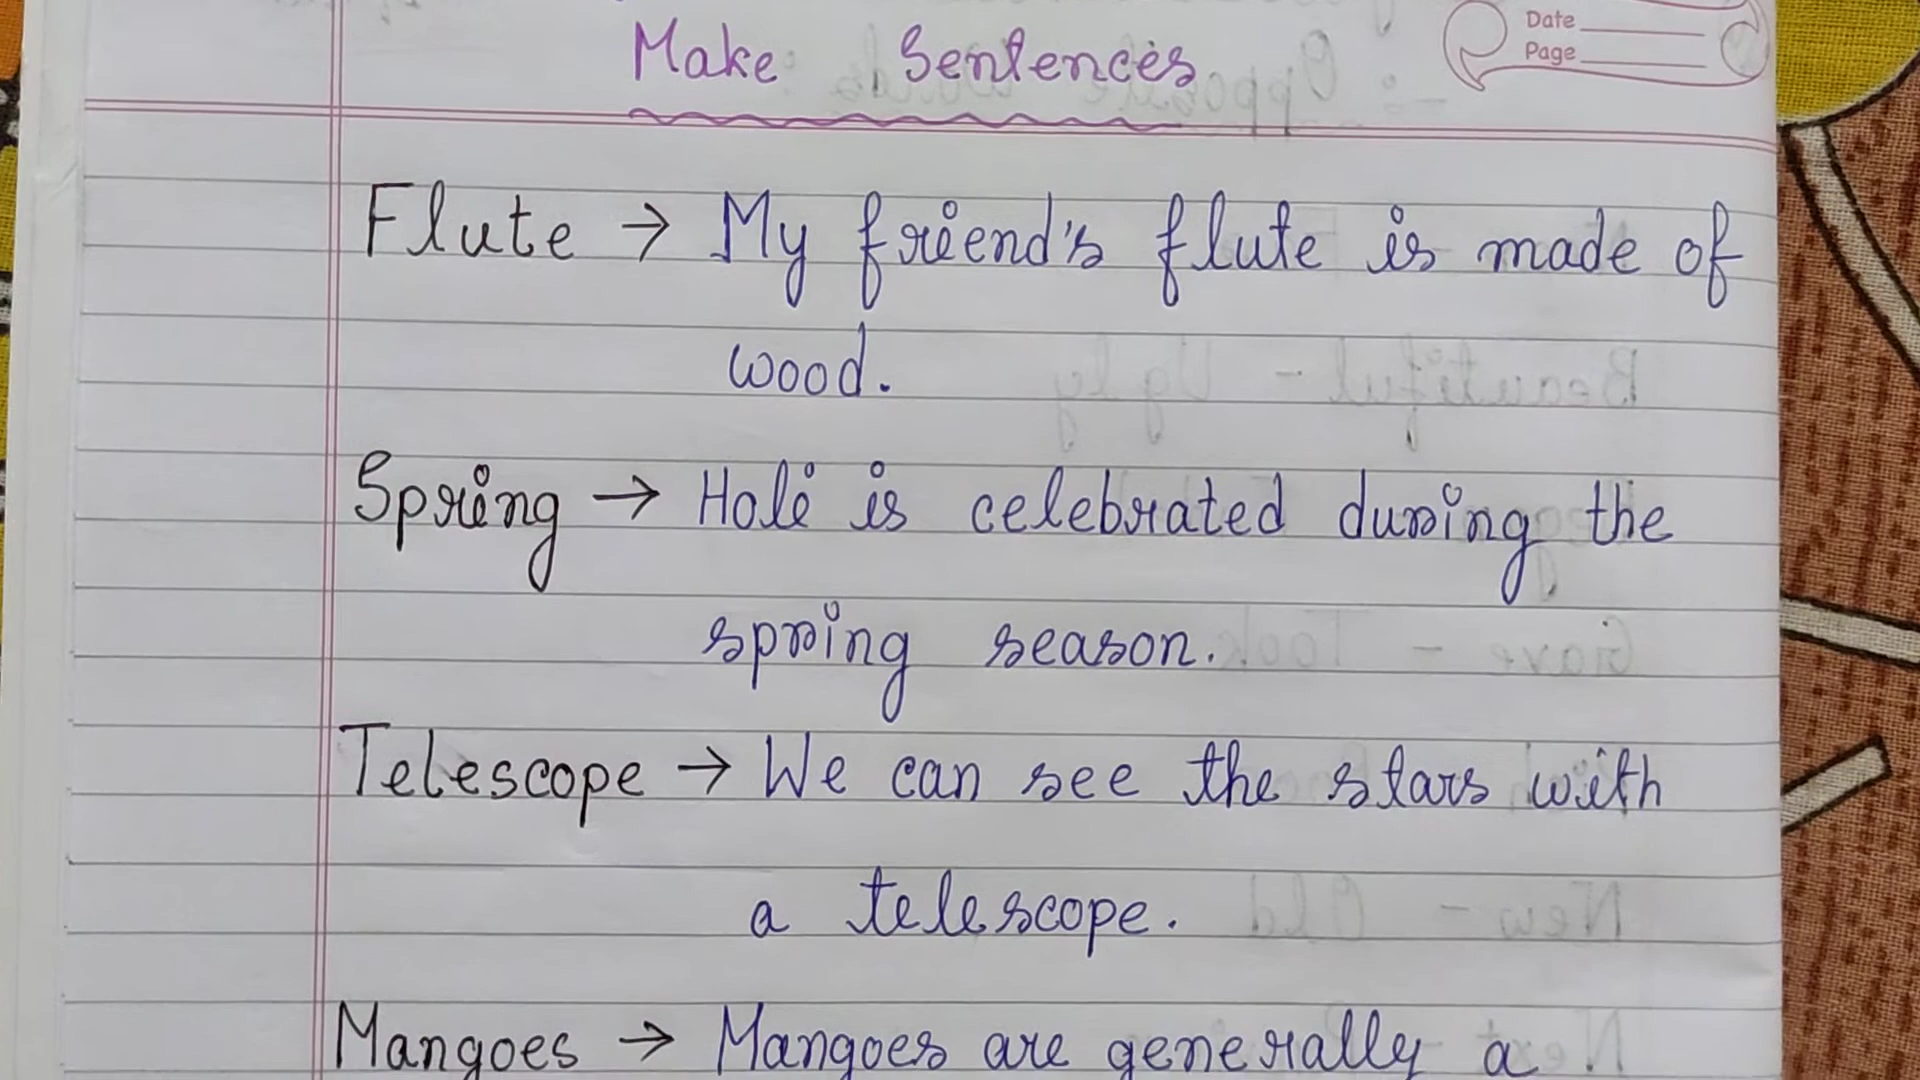 Date
Page
Make Sentences
Flute → My friend's flute is made of
wood.
Spring → Holi is celebrated during the
spring season.
Telescope → We can see the stars with
a telescope.
Mangoes → Mangoes are generally a